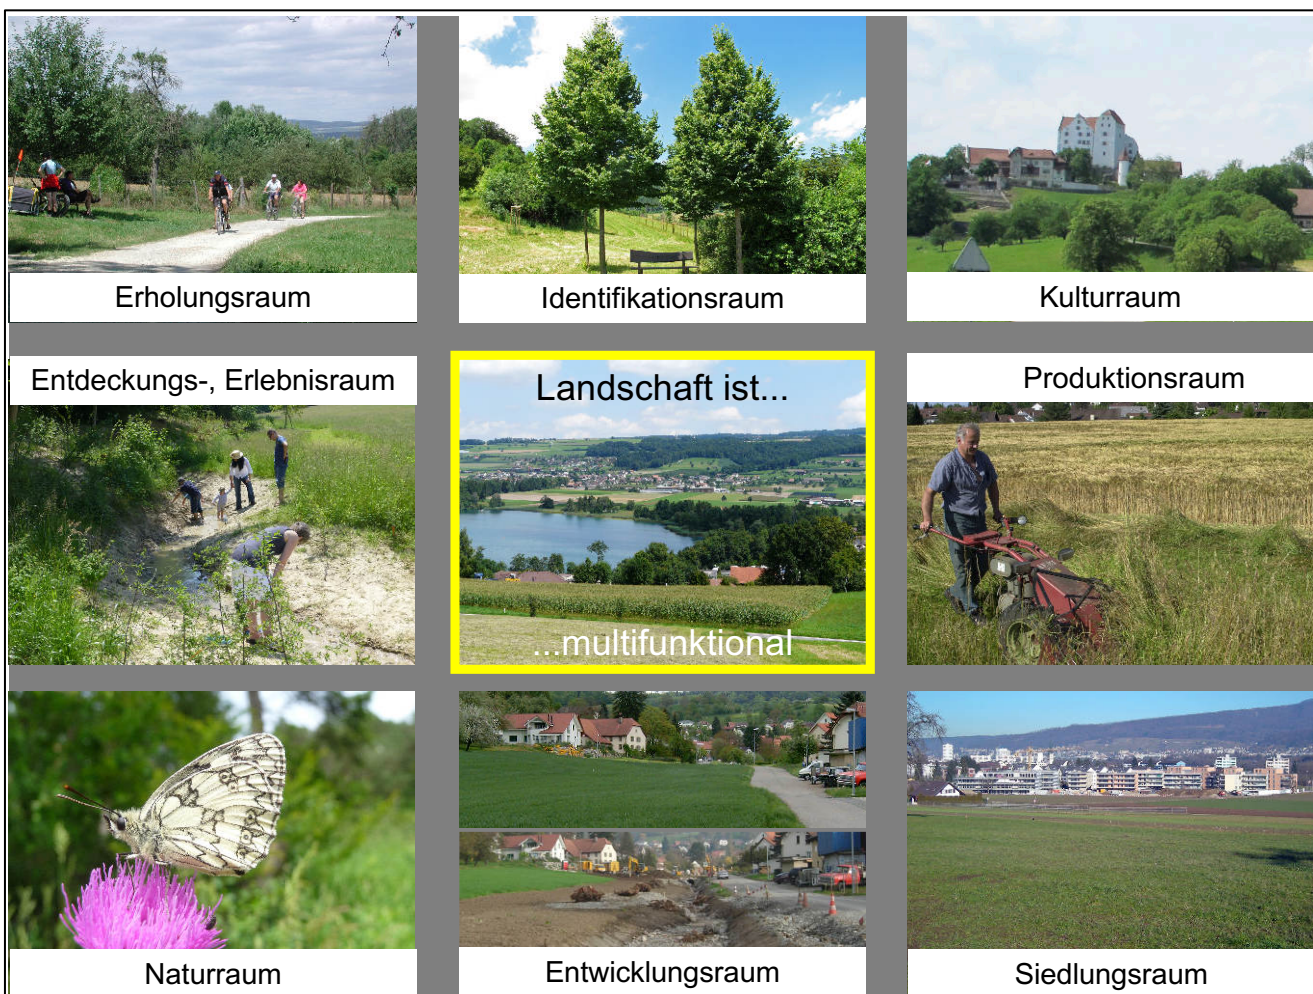 Erholungsraum
Identifikationsraum
Kulturraum
Entdeckungs-, Erlebnisraum
Landschaft ist...
...multifunktional
Produktionsraum
Naturraum
Entwicklungsraum
Siedlungsraum